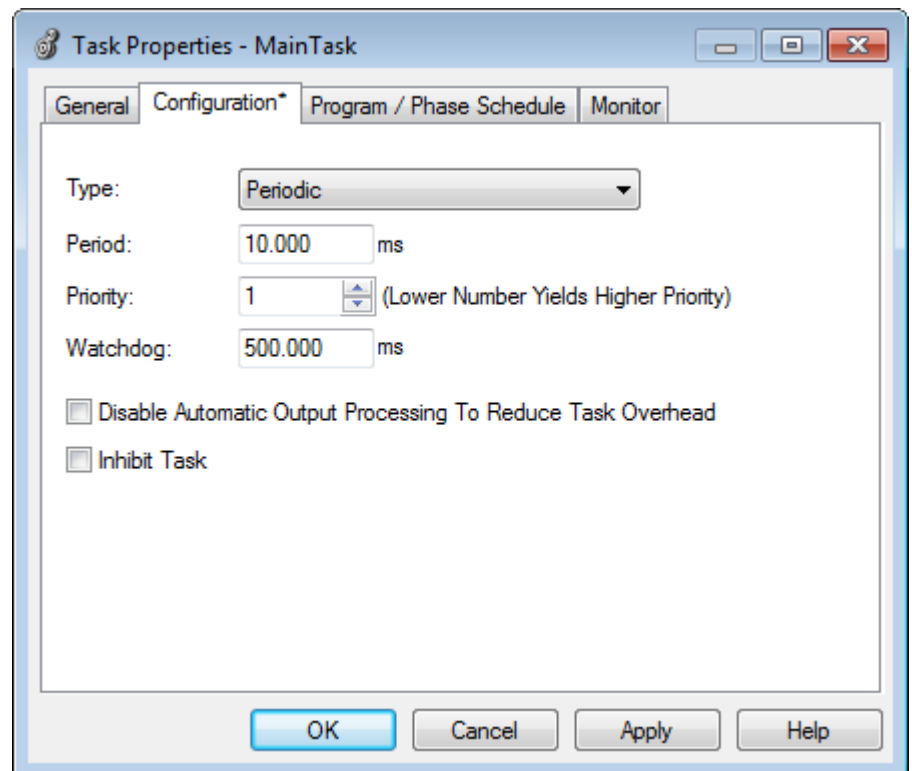 Task Properties - MainTask
General Configuration* Program / Phase Schedule Monitor
Type: Periodic
Period: 10.000 ms
Priority: 1 (Lower Number Yields Higher Priority)
Watchdog: 500.000 ms
Disable Automatic Output Processing To Reduce Task Overhead
Inhibit Task
OK Cancel Apply Help